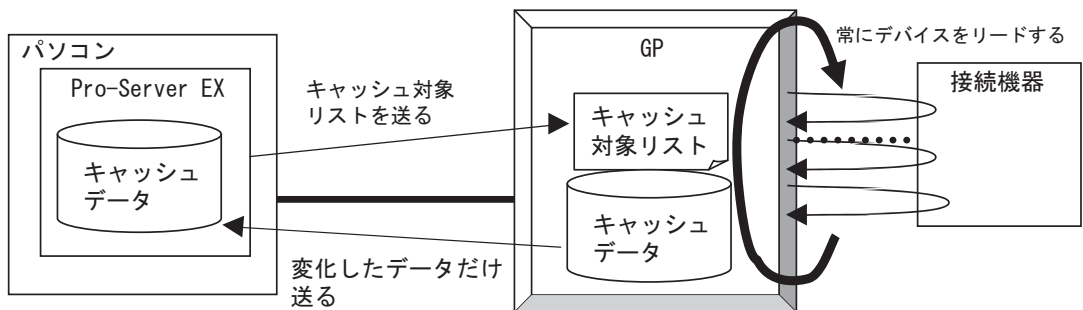 パソコン
Pro-Server EX
キャッシュ
データ
キャッシュ対象
リストを送る
変化したデータだけ
送る
GP
キャッシュ
対象リスト
キャッシュ
データ
常にデバイスをリードする
接続機器